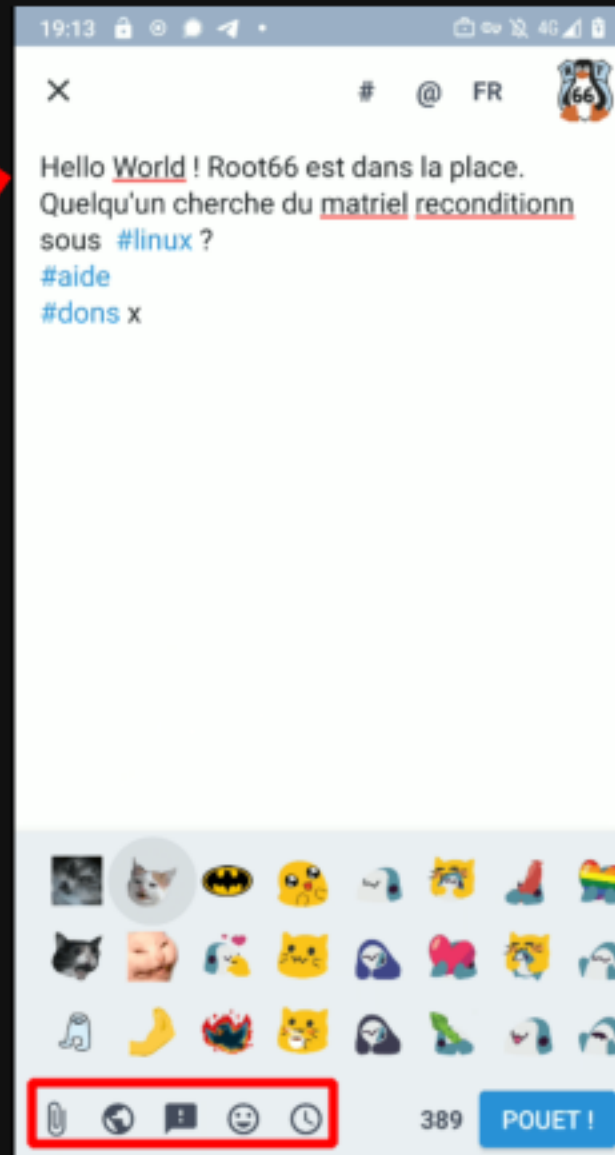 19:13 4G
# @ FR
66
Hello World ! Root66 est dans la place.
Quelqu'un cherche du matriel reconditionn
sous #linux ?
#aide
#dons x
389 POUET !